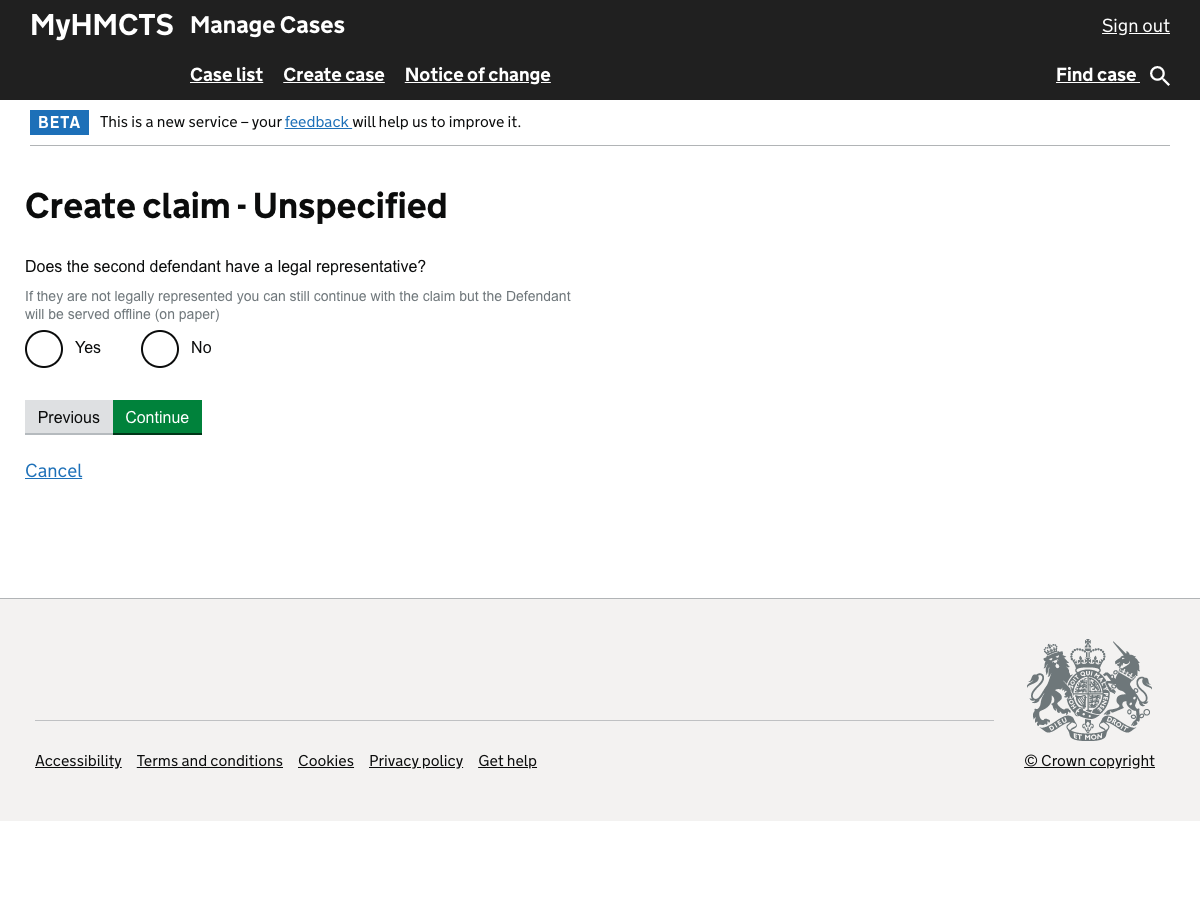 MyHMCTS Manage Cases Sign out
Case list Create case Notice of change Find case
BETA This is a new service – your feedback will help us to improve it.
Create claim - Unspecified
Does the second defendant have a legal representative?
If they are not legally represented you can still continue with the claim but the Defendant
will be served offline (on paper)
Yes No
Previous Continue
Cancel
DIEU ET MON DROIT
Accessibility Terms and conditions Cookies Privacy policy Get help © Crown copyright